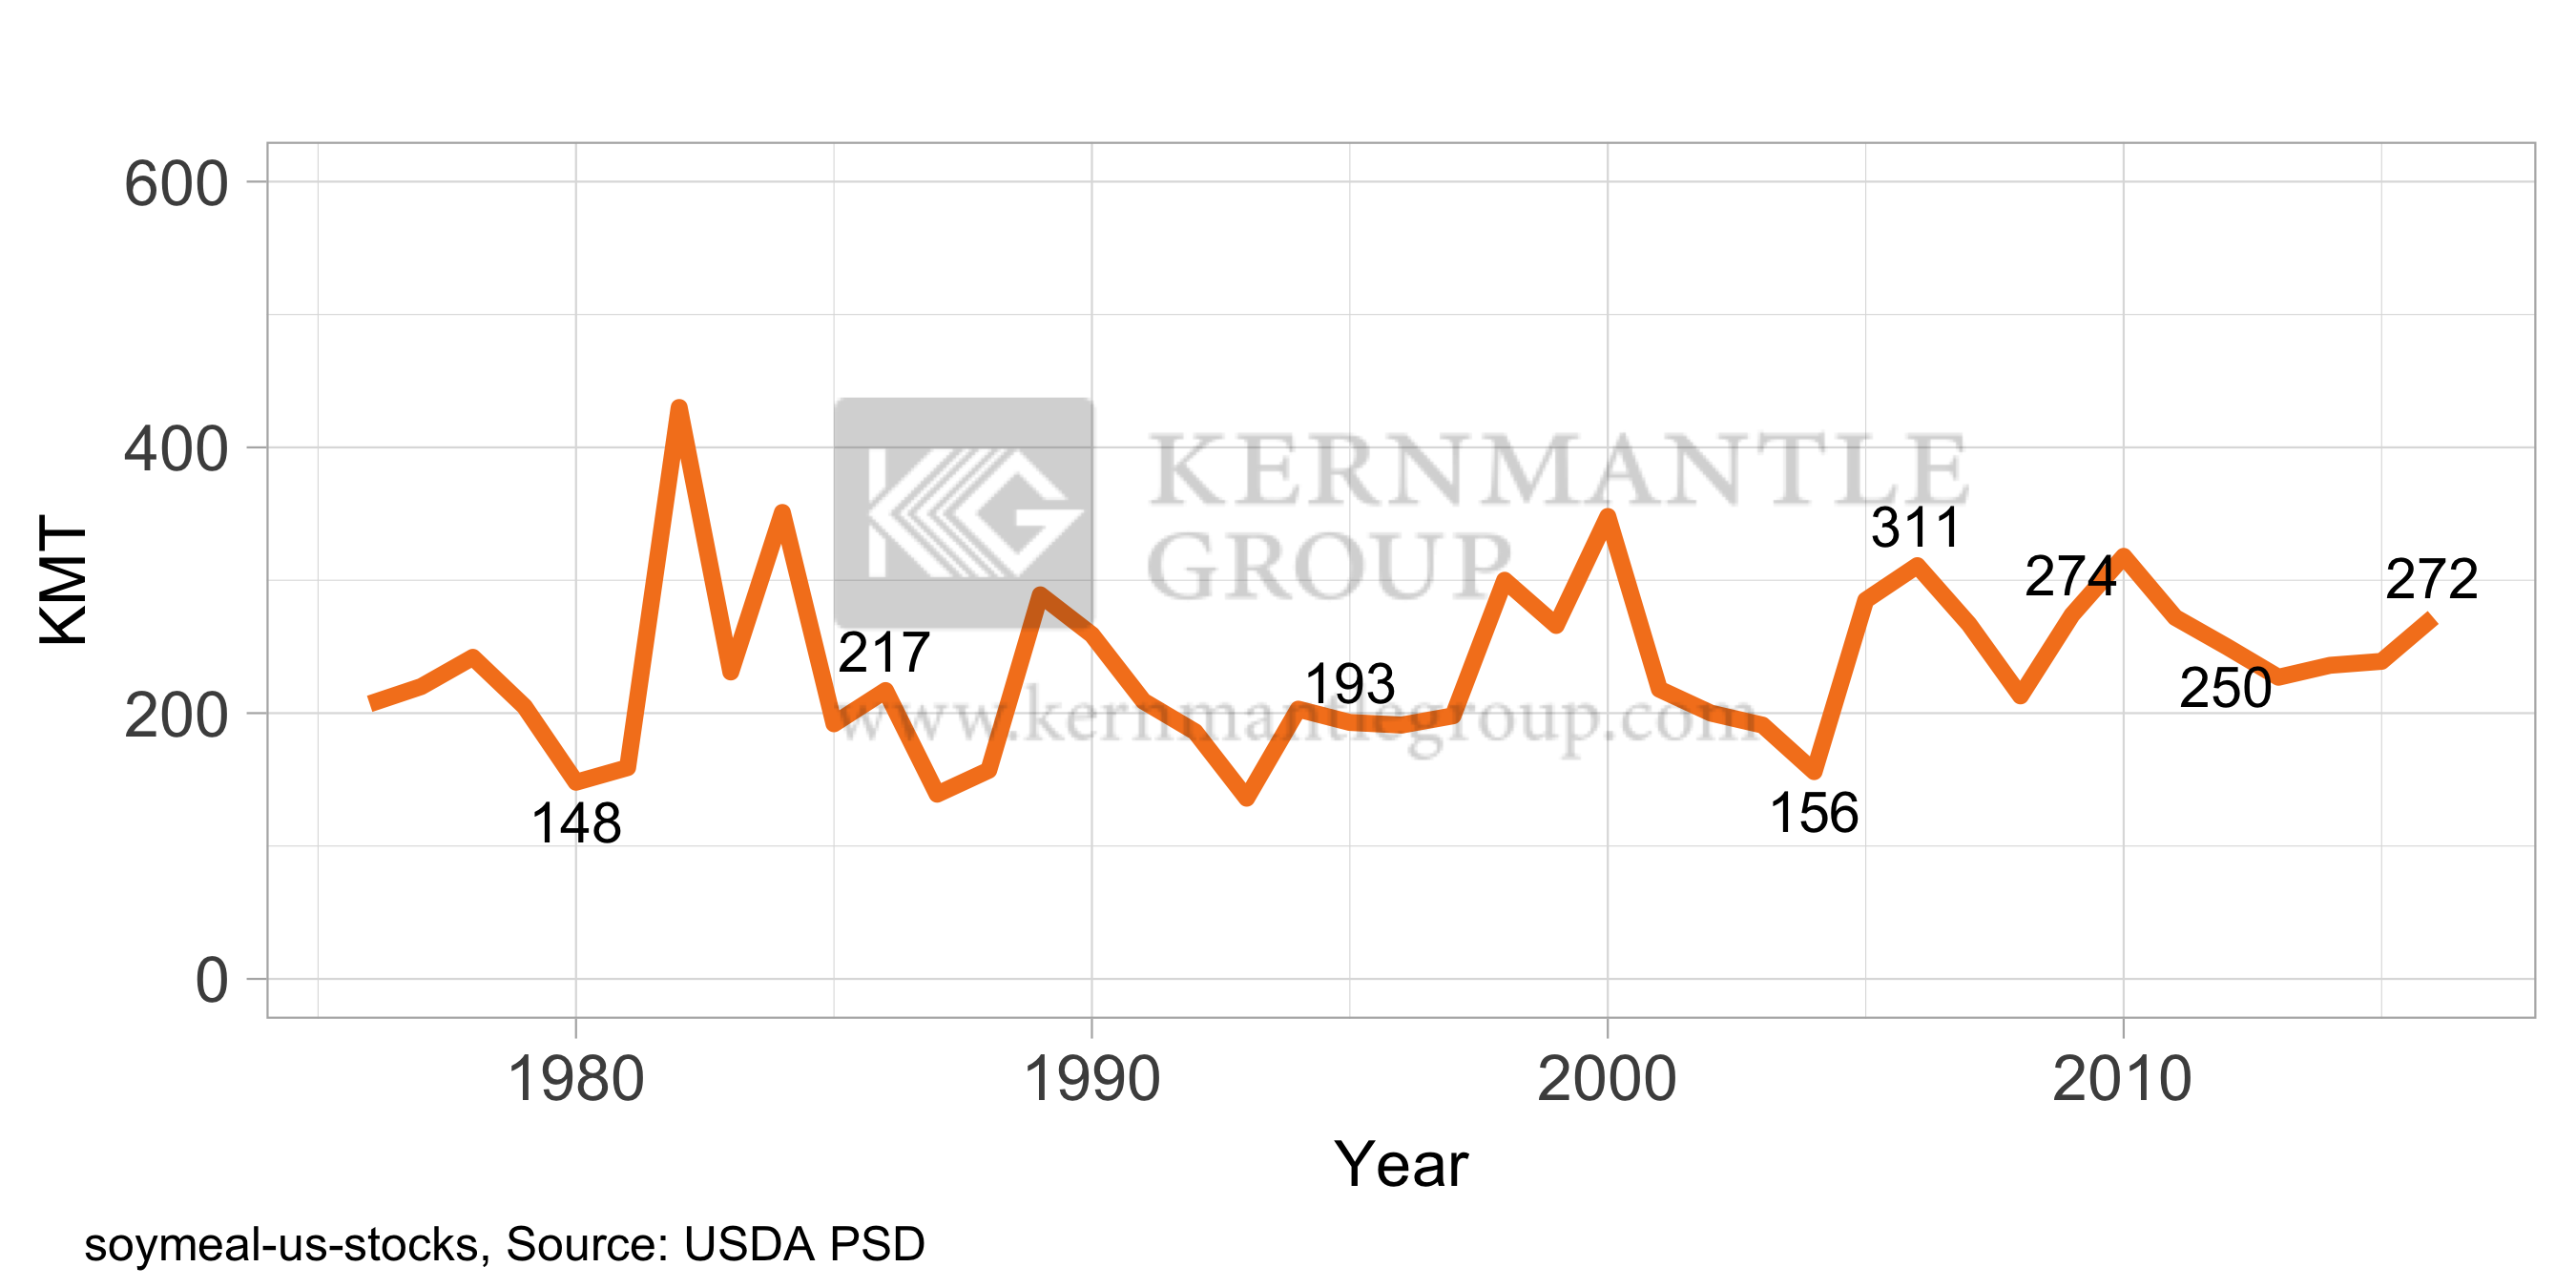 600
400
200
0
KMT
KERNMANTLE
GROUP
www.kernmantlegroup.com
148
217
193
156
311
274
250
272
1980 1990 2000 2010
Year
soymeal-us-stocks, Source: USDA PSD